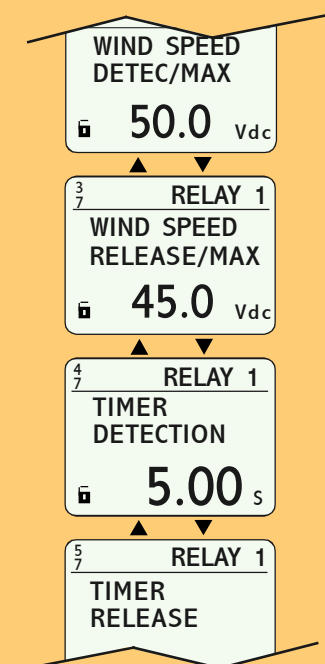 WIND SPEED
DETEC/MAX
50.0 Vdc
3/7 RELAY 1
WIND SPEED
RELEASE/MAX
45.0 Vdc
4/7 RELAY 1
TIMER
DETECTION
5.00 s
5/7 RELAY 1
TIMER
RELEASE